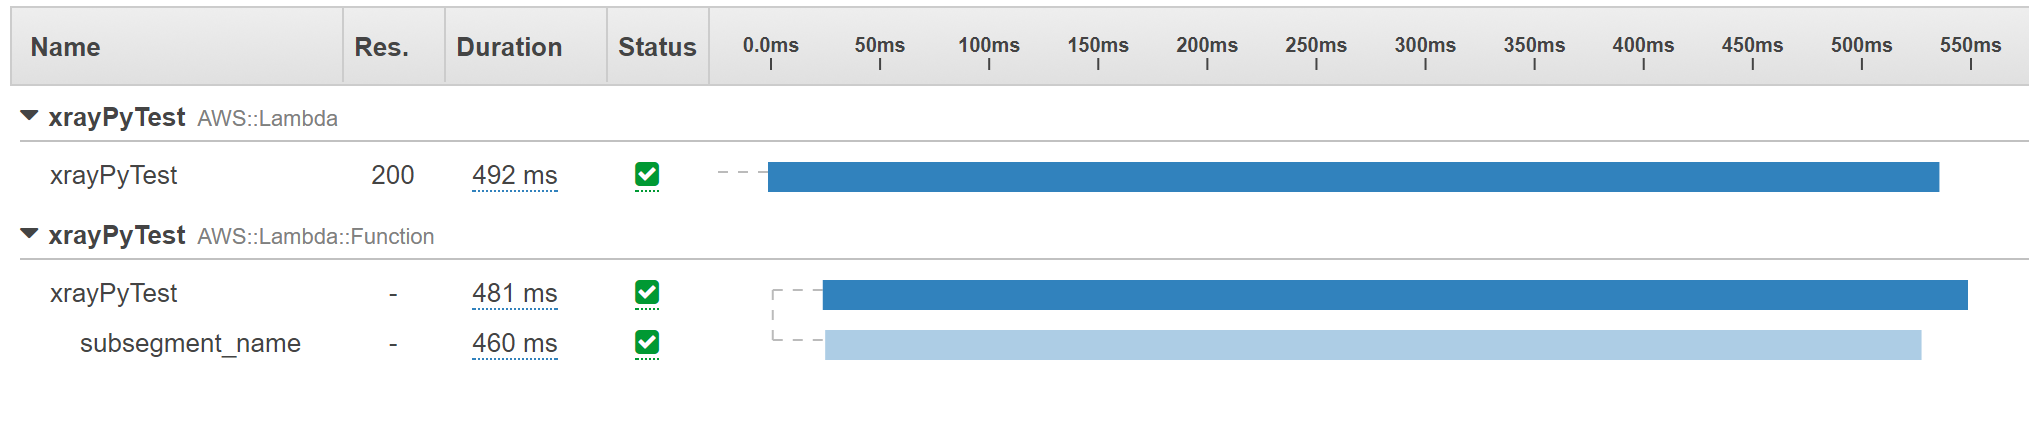 Name Res. Duration Status 0.0ms 50ms 100ms 150ms 200ms 250ms 300ms 350ms 400ms 450ms 500ms 550ms
xrayPyTest AWS::Lambda
xrayPyTest 200 492 ms
xrayPyTest AWS::Lambda::Function
xrayPyTest - 481 ms
subsegment_name - 460 ms